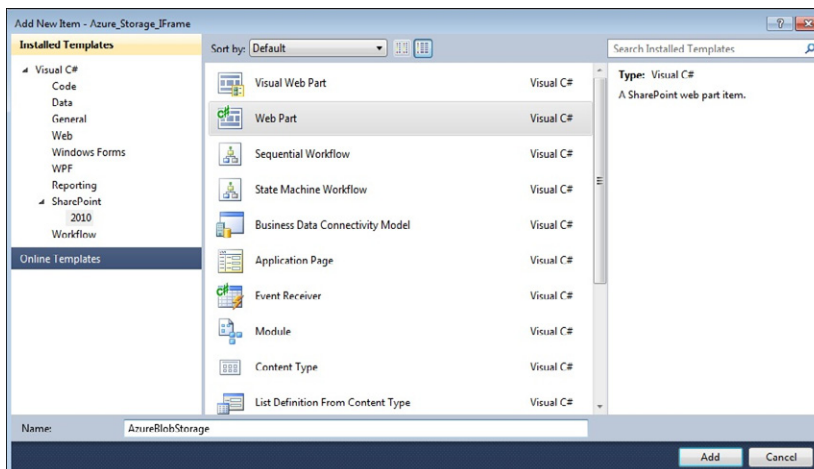 Add New Item - Azure_Storage_IFrame
Installed Templates
Sort by: Default
Search Installed Templates
Visual C#
Code
Data
General
Web
Windows Forms
WPF
Reporting
SharePoint
2010
Workflow
Online Templates
Visual Web Part Visual C#
Web Part Visual C#
Sequential Workflow Visual C#
State Machine Workflow Visual C#
Business Data Connectivity Model Visual C#
Application Page Visual C#
Event Receiver Visual C#
Module Visual C#
Content Type Visual C#
List Definition From Content Type Visual C#
Type: Visual C#
A SharePoint web part item.
Name: AzureBlobStorage
Add Cancel